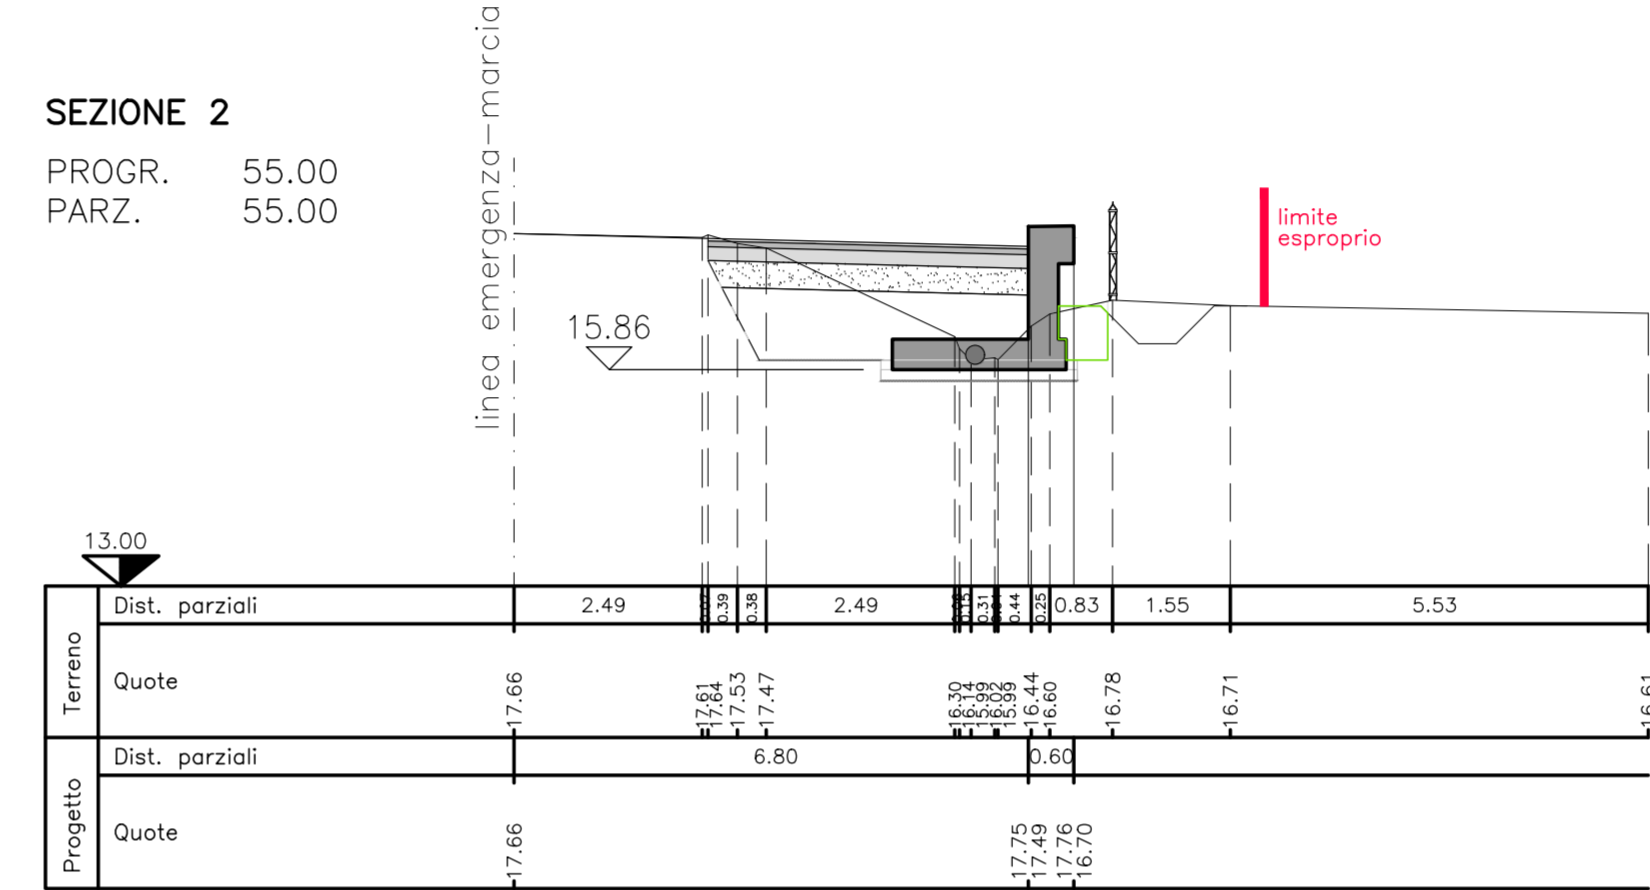 linea emergenza-marcia
SEZIONE 2
PROGR. 55.00
PARZ. 55.00
limite
esproprio
15.86
13.00
Terreno
Dist. parziali 2.49 0.39 0.38 2.49 0.15 0.31 0.44 0.25 0.83 1.55 5.53
Quote 17.66 17.61 17.64 17.53 17.47 16.30 16.14 15.99 16.02 15.99 16.44 16.60 16.78 16.71 16.61
Progetto
Dist. parziali 6.80 0.60
Quote 17.66 17.75 17.49 17.76 16.70